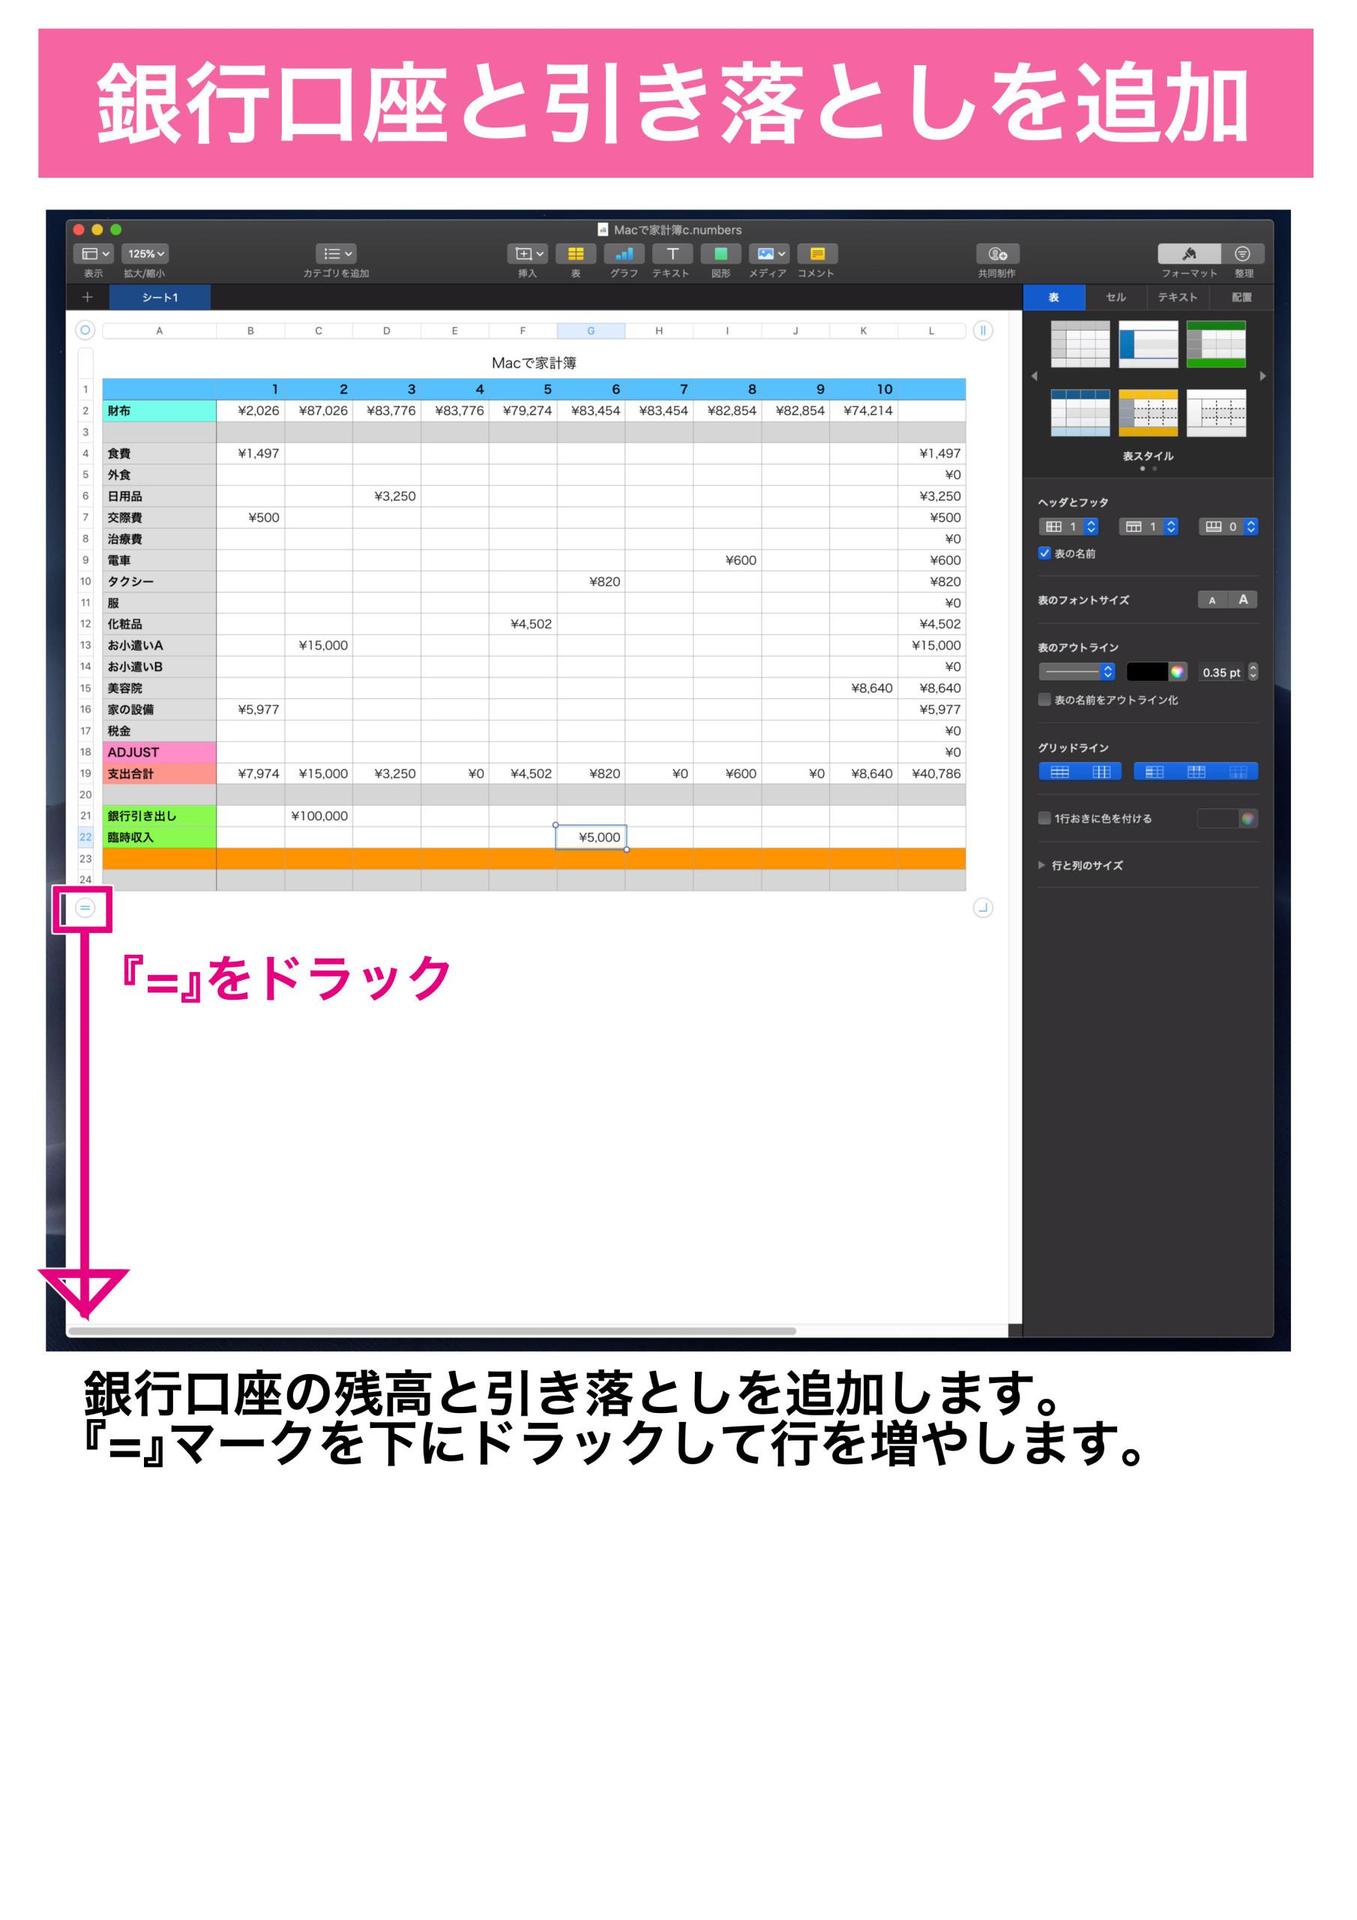 銀行口座と引き落としを追加
Macで家計簿c.numbers
125%
表示 拡大/縮小 カテゴリを追加 挿入 表 グラフ テキスト 図形 メディア コメント 共同制作 フォーマット 整理
+ シート1 表 セル テキスト 配置
A B C D E F G H I J K L
Macで家計簿
1 1 2 3 4 5 6 7 8 9 10
2 財布 ¥2,026 ¥87,026 ¥83,776 ¥83,776 ¥79,274 ¥83,454 ¥83,454 ¥82,854 ¥82,854 ¥74,214
3
4 食費 ¥1,497 ¥1,497
5 外食 ¥0
6 日用品 ¥3,250 ¥3,250
7 交際費 ¥500 ¥500
8 治療費 ¥0
9 電車 ¥600 ¥600
10 タクシー ¥820 ¥820
11 服 ¥0
12 化粧品 ¥4,502 ¥4,502
13 お小遣いA ¥15,000 ¥15,000
14 お小遣いB ¥0
15 美容院 ¥8,640 ¥8,640
16 家の設備 ¥5,977 ¥5,977
17 税金 ¥0
18 ADJUST ¥0
19 支出合計 ¥7,974 ¥15,000 ¥3,250 ¥0 ¥4,502 ¥820 ¥0 ¥600 ¥0 ¥8,640 ¥40,786
20
21 銀行引き出し ¥100,000
22 臨時収入 ¥5,000
23
24
表スタイル
ヘッダとフッタ
1 1 0
表の名前
表のフォントサイズ A A
表のアウトライン
0.35 pt
表の名前をアウトライン化
グリッドライン
1行おきに色を付ける
行と列のサイズ
=
『=』をドラック
銀行口座の残高と引き落としを追加します。
『=』マークを下にドラックして行を増やします。